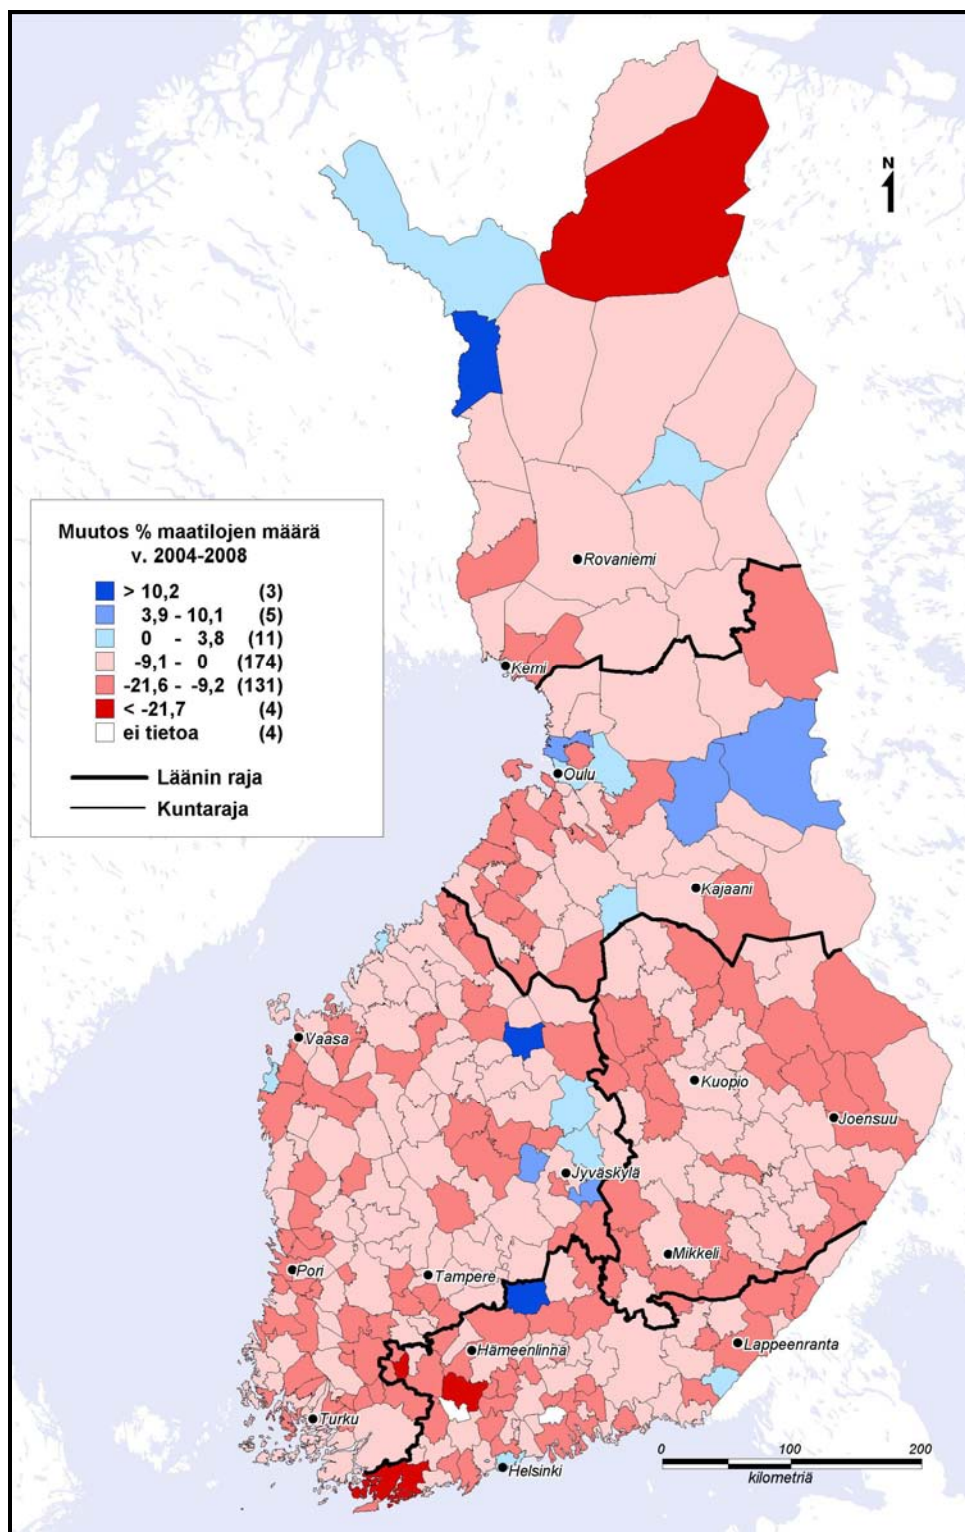 N
Muutos % maatilojen määrä
v. 2004-2008
> 10,2 (3)
3,9 - 10,1 (5)
0 - 3,8 (11)
-9,1 - 0 (174)
-21,6 - -9,2 (131)
< -21,7 (4)
ei tietoa (4)
Läänin raja
Kuntaraja
Rovaniemi
Kemi
Oulu
Kajaani
Vaasa
Kuopio
Joensuu
Jyväskylä
Mikkeli
Pori
Tampere
Lappeenranta
Hämeenlinna
Turku
Helsinki
0 100 200
kilometriä